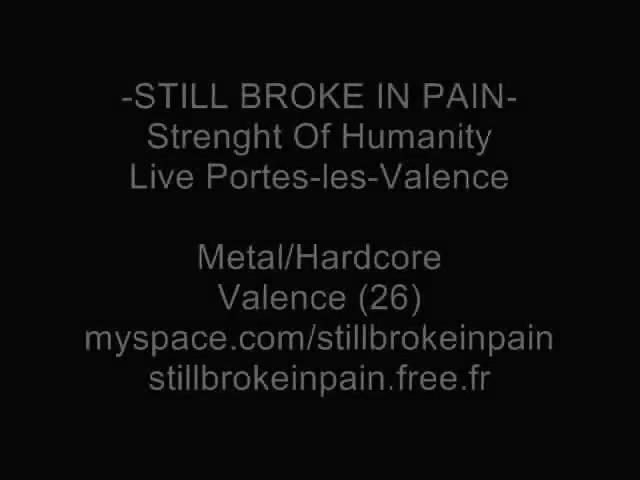 -STILL BROKE IN PAIN-
Strenght Of Humanity
Live Portes-les-Valence
Metal/Hardcore
Valence (26)
myspace.com/stillbrokeinpain
stillbrokeinpain.free.fr